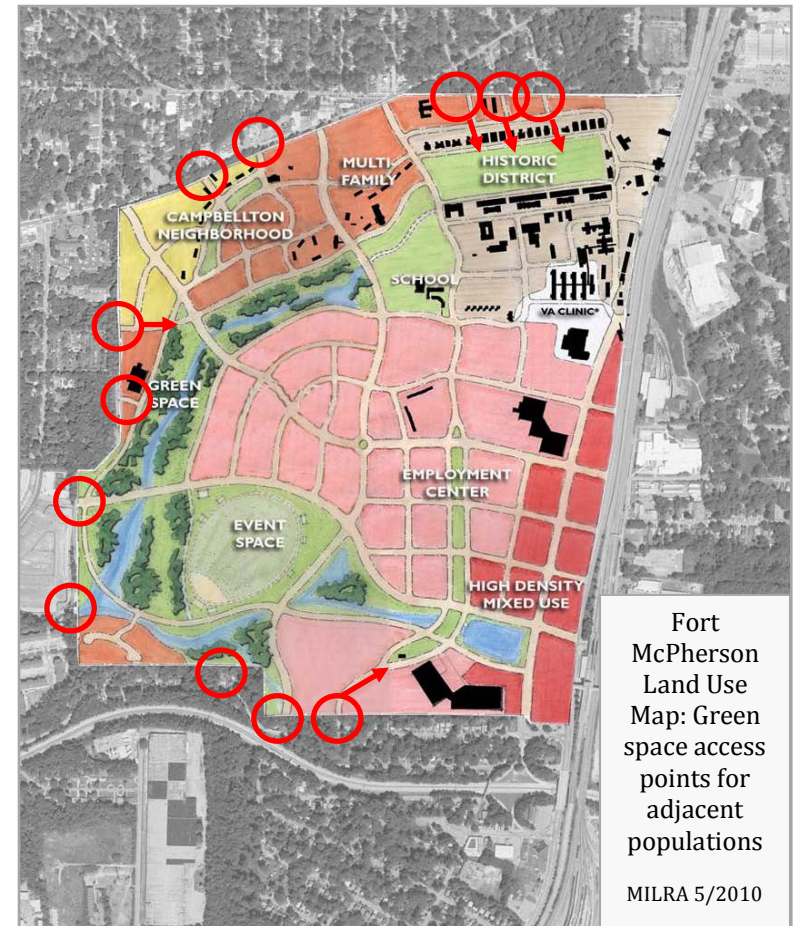 MULTI-
FAMILY
HISTORIC
DISTRICT
CAMPBELLTON
NEIGHBORHOOD
SCHOOL
VA CLINIC*
GREEN
SPACE
EMPLOYMENT
CENTER
EVENT
SPACE
HIGH DENSITY
MIXED USE
Fort
McPherson
Land Use
Map: Green
space access
points for
adjacent
populations
MILRA 5/2010